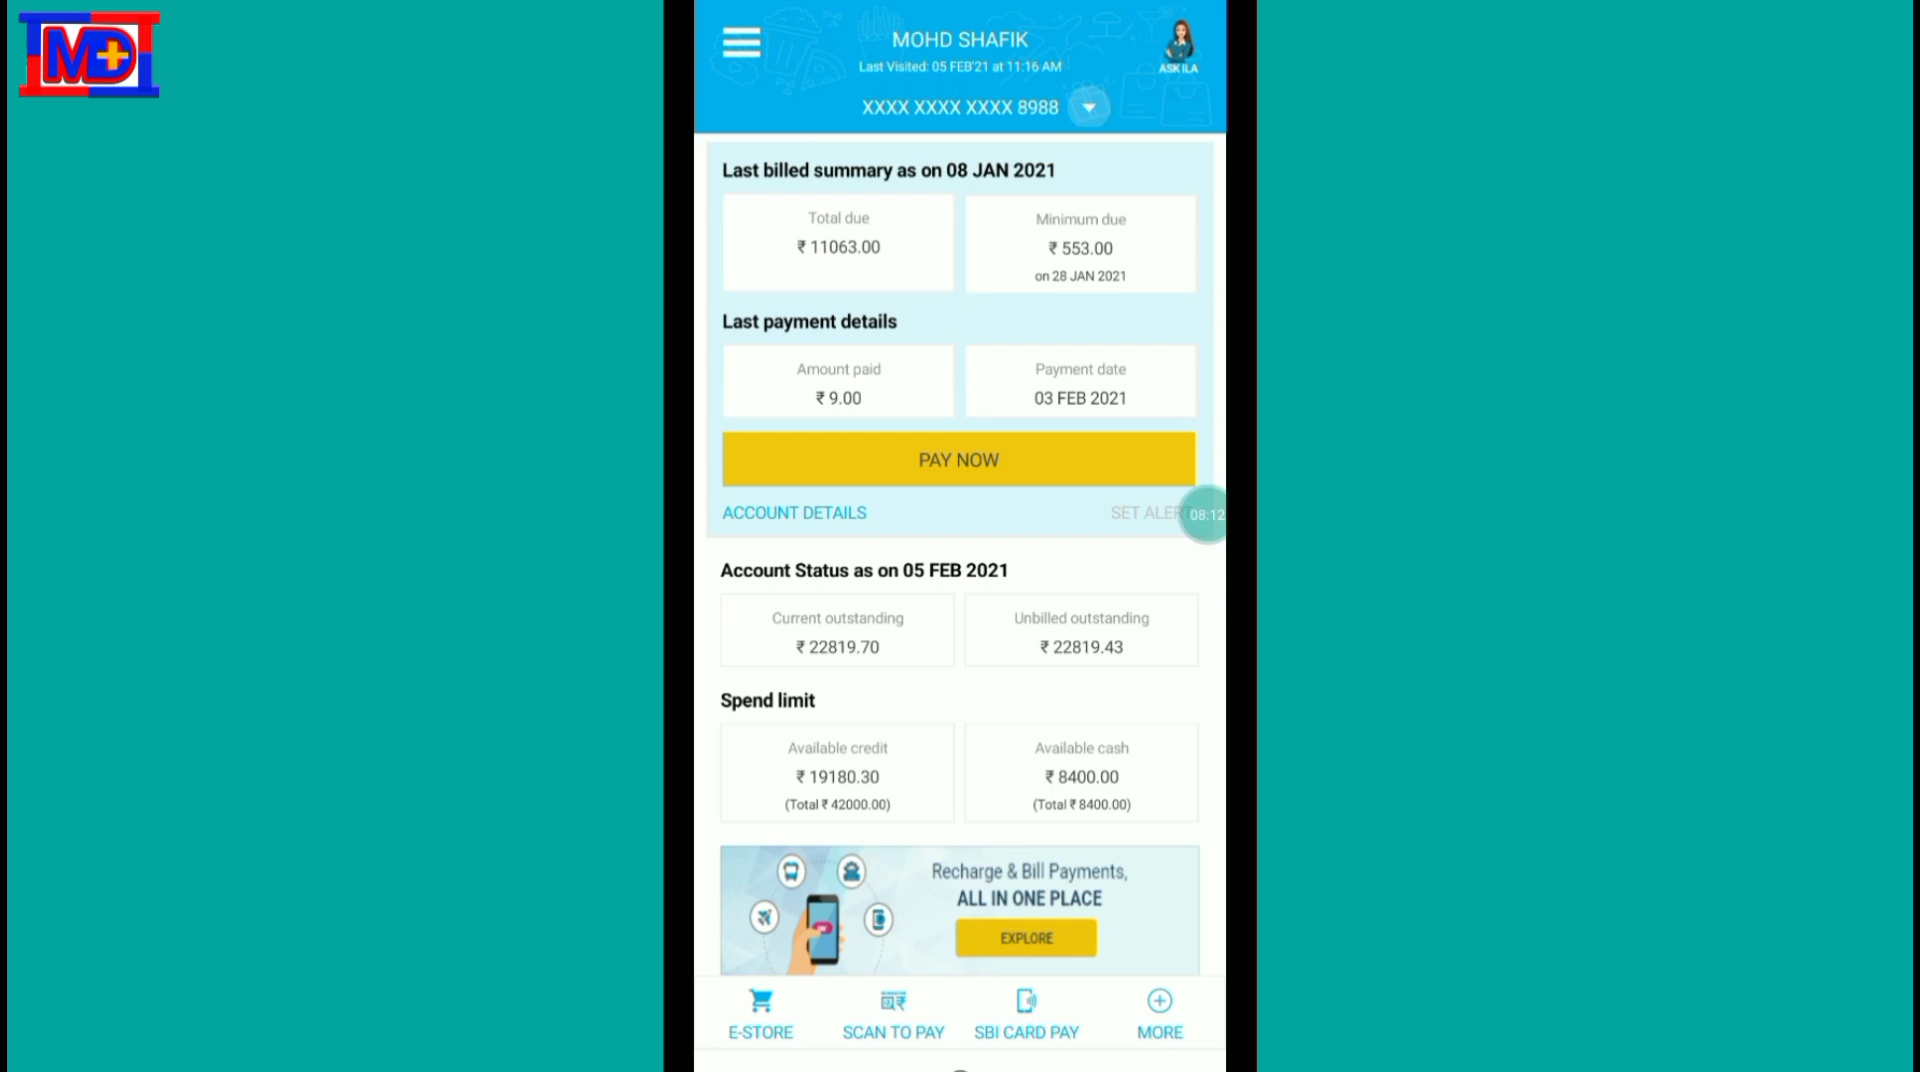 MD+
MOHD SHAFIK
Last Visited: 05 FEB'21 at 11:16 AM
ASK ILA
XXXX XXXX XXXX 8988
Last billed summary as on 08 JAN 2021
Total due
₹ 11063.00
Minimum due
₹ 553.00
on 28 JAN 2021
Last payment details
Amount paid
₹ 9.00
Payment date
03 FEB 2021
PAY NOW
ACCOUNT DETAILS
SET ALERT
08:12
Account Status as on 05 FEB 2021
Current outstanding
₹ 22819.70
Unbilled outstanding
₹ 22819.43
Spend limit
Available credit
₹ 19180.30
(Total ₹ 42000.00)
Available cash
₹ 8400.00
(Total ₹ 8400.00)
Recharge & Bill Payments,
ALL IN ONE PLACE
EXPLORE
E-STORE
SCAN TO PAY
SBI CARD PAY
MORE